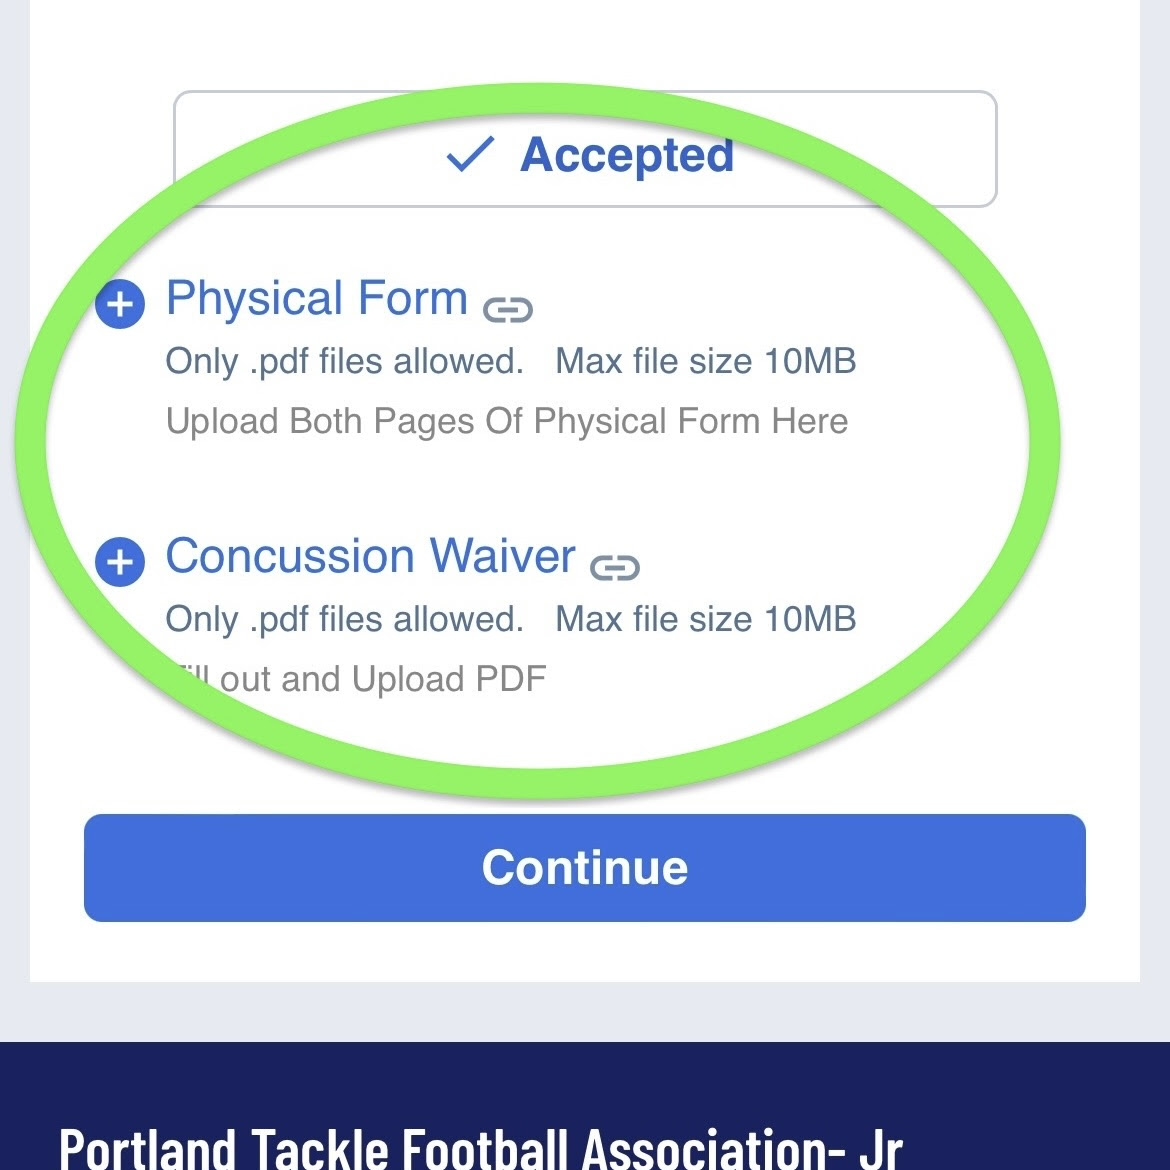 Accepted
Physical Form
Only .pdf files allowed. Max file size 10MB
Upload Both Pages Of Physical Form Here
Concussion Waiver
Only .pdf files allowed. Max file size 10MB
Fill out and Upload PDF
Continue
Portland Tackle Football Association- Jr